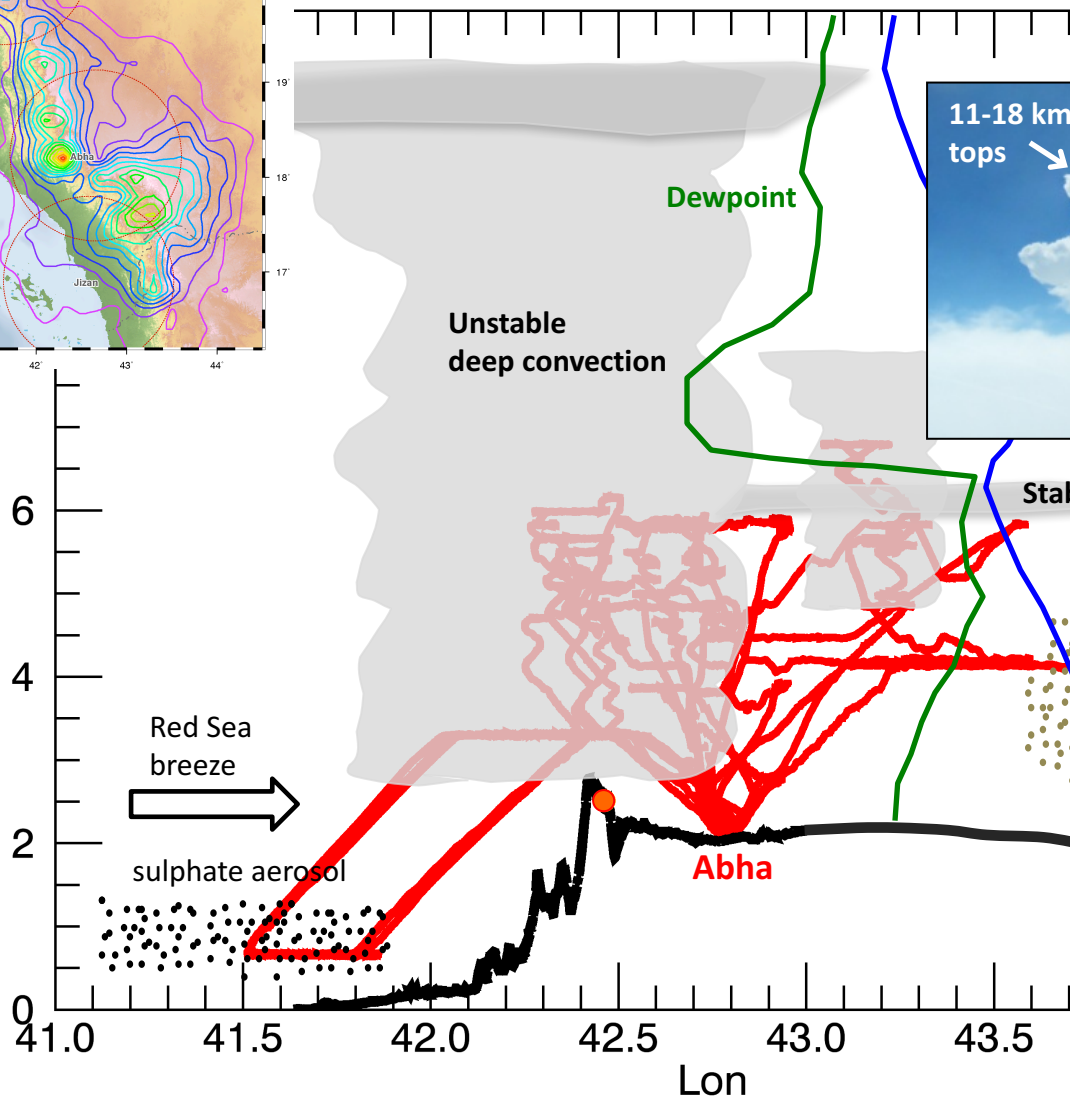 19°
Abha
18°
17°
Jizan
42°
43°
44°
11-18 km
tops
Dewpoint
Unstable
deep convection
6
Stab
4
Red Sea
breeze
2
Abha
sulphate aerosol
0
41.0
41.5
42.0
42.5
43.0
43.5
Lon